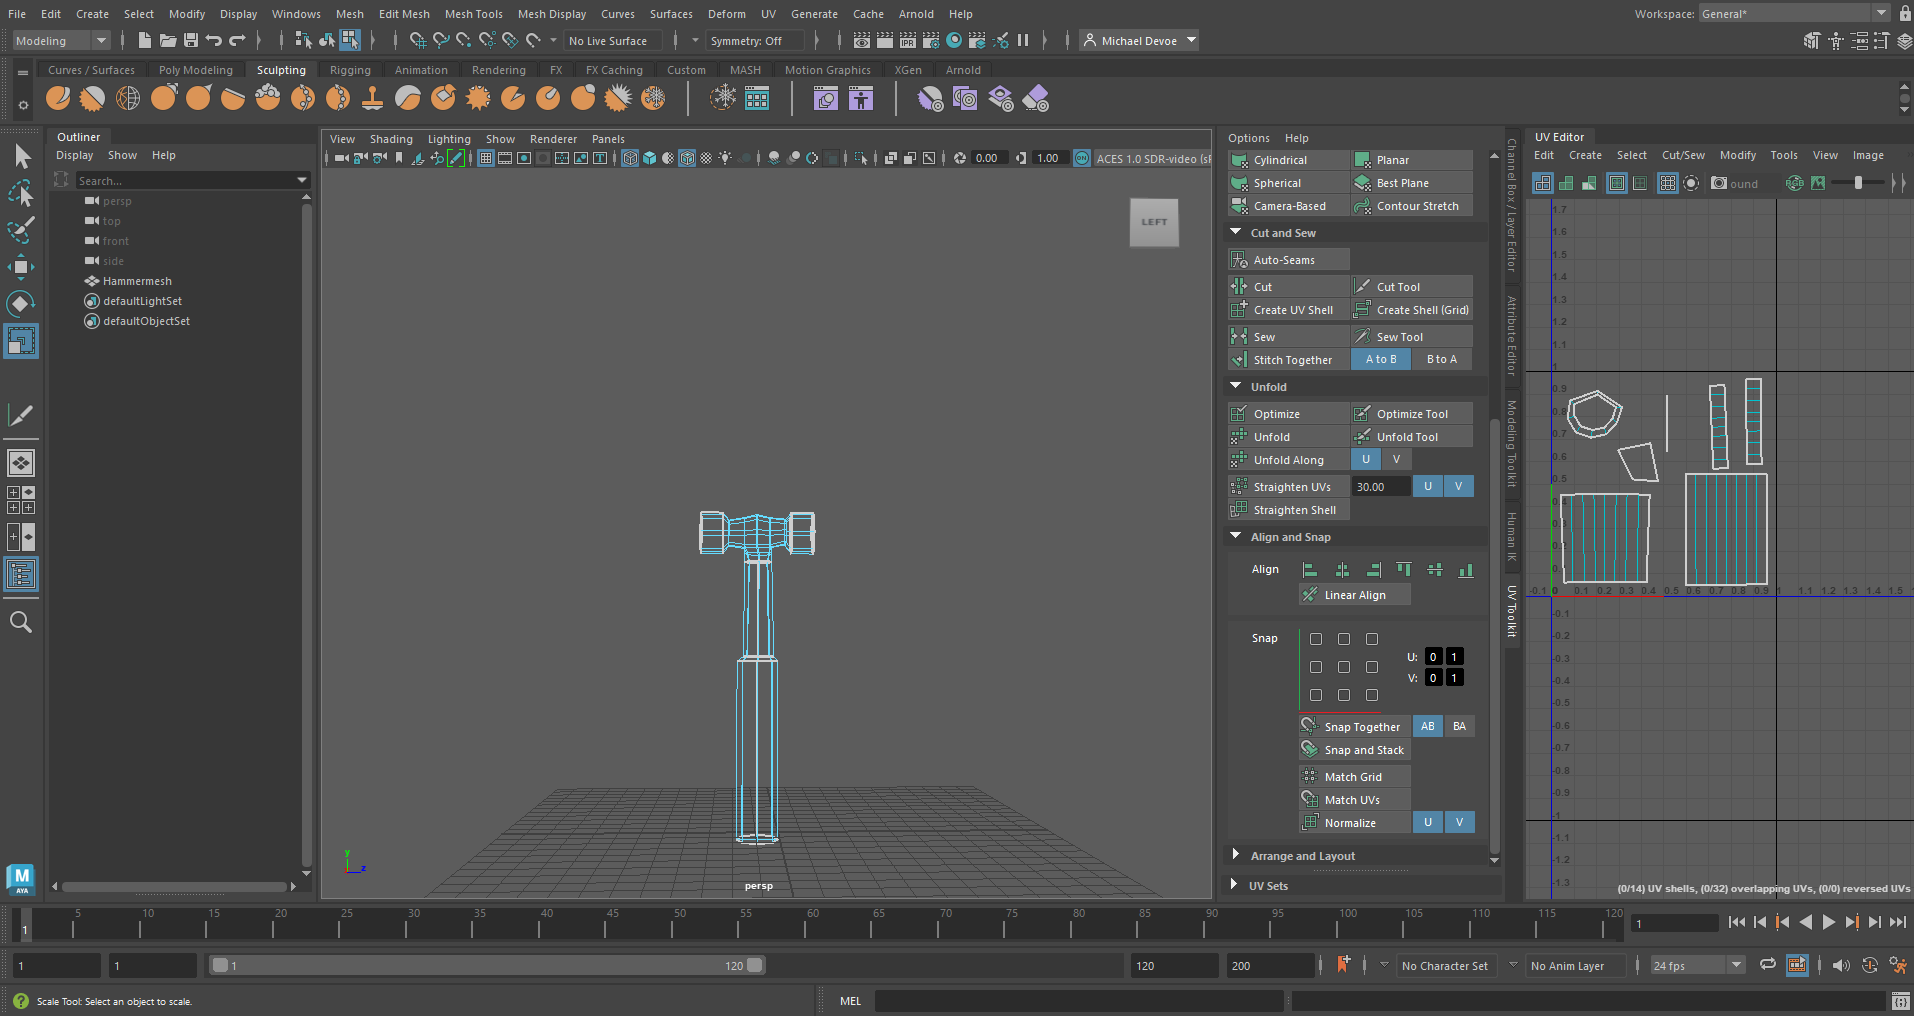 File Edit Create Select Modify Display Windows Mesh Edit Mesh Mesh Tools Mesh Display Curves Surfaces Deform UV Generate Cache Arnold Help Workspace: General*
Modeling No Live Surface Symmetry: Off IPR Michael Devoe
Curves / Surfaces Poly Modeling Sculpting Rigging Animation Rendering FX FX Caching Custom MASH Motion Graphics XGen Arnold
Outliner
Display Show Help
Search...
persp
top
front
side
Hammermesh
defaultLightSet
defaultObjectSet
View Shading Lighting Show Renderer Panels
0.00 1.00 ON ACES 1.0 SDR-video (sF
LEFT
y
z
persp
Options Help
Cylindrical Planar
Spherical Best Plane
Camera-Based Contour Stretch
Cut and Sew
Auto-Seams
Cut Cut Tool
Create UV Shell Create Shell (Grid)
Sew Sew Tool
Stitch Together A to B B to A
Unfold
Optimize Optimize Tool
Unfold Unfold Tool
Unfold Along U V
Straighten UVs 30.00 U V
Straighten Shell
Align and Snap
Align
Linear Align
Snap
U: 0 1
V: 0 1
Snap Together AB BA
Snap and Stack
Match Grid
Match UVs
Normalize U V
Arrange and Layout
UV Sets
Channel Box / Layer Editor
Attribute Editor
Modeling Toolkit
Human IK
UV Toolkit
UV Editor
Edit Create Select Cut/Sew Modify Tools View Image
ound RGB
1.7
1.6
1.5
1.4
1.3
1.2
1.1
1
0.9
0.8
0.7
0.6
0.5
-0.1 0 0.1 0.2 0.3 0.4 0.5 0.6 0.7 0.8 0.9 1 1.1 1.2 1.3 1.4 1.5
-0.1
-0.2
-0.3
-0.4
-0.5
-0.6
-0.7
-0.8
-0.9
-1
-1.1
-1.2
-1.3
(0/14) UV shells, (0/32) overlapping UVs, (0/0) reversed UVs
M
AYA
1 5 10 15 20 25 30 35 40 45 50 55 60 65 70 75 80 85 90 95 100 105 110 115 120 1
1 1 1 120 120 200 No Character Set No Anim Layer 24 fps
Scale Tool: Select an object to scale. MEL